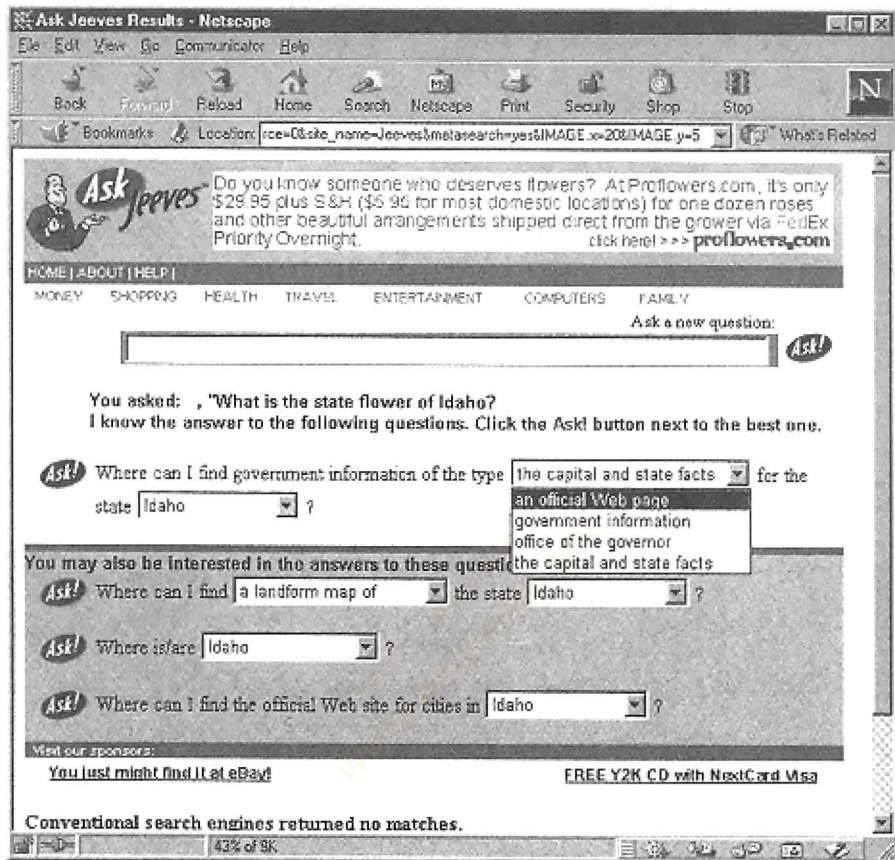 Ask Jeeves Results - Netscape
File Edit View Go Communicator Help
Back Forward Reload Home Search Netscape Print Security Shop Stop
N
Bookmarks Location: rce=0&site_name=Jeeves&metasearch=yes&IMAGE.x=20&IMAGE.y=5 What's Related
Ask Jeeves
Do you know someone who deserves flowers? At Proflowers.com, it's only
$29.95 plus S&H ($5.95 for most domestic locations) for one dozen roses
and other beautiful arrangements shipped direct from the grower via FedEx
Priority Overnight. click here! >>> proflowers.com
HOME | ABOUT | HELP |
MONEY SHOPPING HEALTH TRAVEL ENTERTAINMENT COMPUTERS FAMILY
Ask a new question:
Ask!
You asked: , "What is the state flower of Idaho?
I know the answer to the following questions. Click the Ask! button next to the best one.
Ask! Where can I find government information of the type the capital and state facts for the
state Idaho ?
an official Web page
government information
office of the governor
the capital and state facts
You may also be interested in the answers to these questi
Ask! Where can I find a landform map of the state Idaho ?
Ask! Where is/are Idaho ?
Ask! Where can I find the official Web site for cities in Idaho ?
Visit our sponsors:
You just might find it at eBay! FREE Y2K CD with NextCard Visa
Conventional search engines returned no matches.
43% of 9K